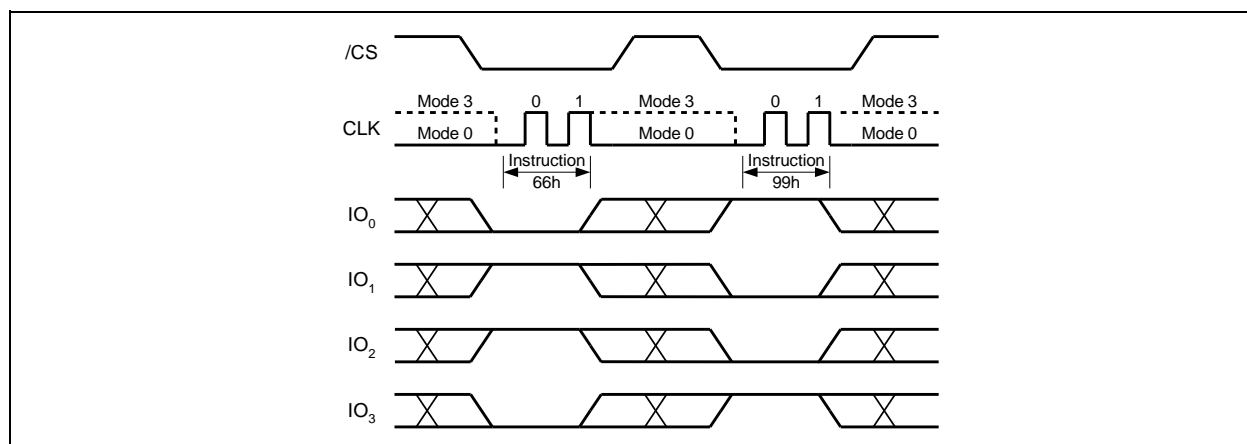 /CS
Mode 3 0 1 Mode 3 0 1 Mode 3
CLK Mode 0 Mode 0 Mode 0
Instruction Instruction
66h 99h
IO0
IO1
IO2
IO3